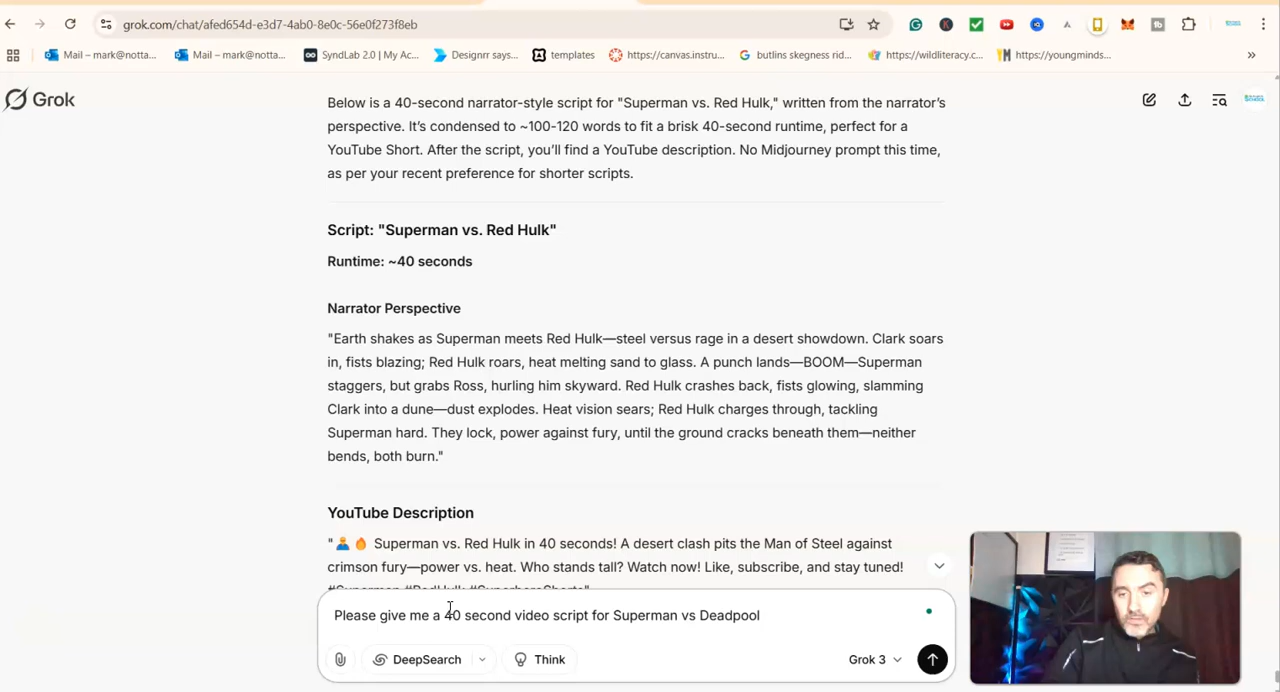 grok.com/chat/afed654d-e3d7-4ab0-8e0c-56e0f273f8eb
Mail – mark@notta...
Mail – mark@notta...
SyndLab 2.0 | My Ac...
Designrr says...
templates
https://canvas.instru...
butlins skegness rid...
https://wildliteracy.c...
https://youngminds...
»
Grok
Below is a 40-second narrator-style script for "Superman vs. Red Hulk," written from the narrator's
perspective. It's condensed to ~100-120 words to fit a brisk 40-second runtime, perfect for a
YouTube Short. After the script, you'll find a YouTube description. No Midjourney prompt this time,
as per your recent preference for shorter scripts.
Script: "Superman vs. Red Hulk"
Runtime: ~40 seconds
Narrator Perspective
"Earth shakes as Superman meets Red Hulk—steel versus rage in a desert showdown. Clark soars
in, fists blazing; Red Hulk roars, heat melting sand to glass. A punch lands—BOOM—Superman
staggers, but grabs Ross, hurling him skyward. Red Hulk crashes back, fists glowing, slamming
Clark into a dune—dust explodes. Heat vision sears; Red Hulk charges through, tackling
Superman hard. They lock, power against fury, until the ground cracks beneath them—neither
bends, both burn."
YouTube Description
"🦸‍♂️🔥 Superman vs. Red Hulk in 40 seconds! A desert clash pits the Man of Steel against
crimson fury—power vs. heat. Who stands tall? Watch now! Like, subscribe, and stay tuned!
#Superman #RedHulk #SuperheroShorts"
Please give me a 40 second video script for Superman vs Deadpool
DeepSearch
Think
Grok 3